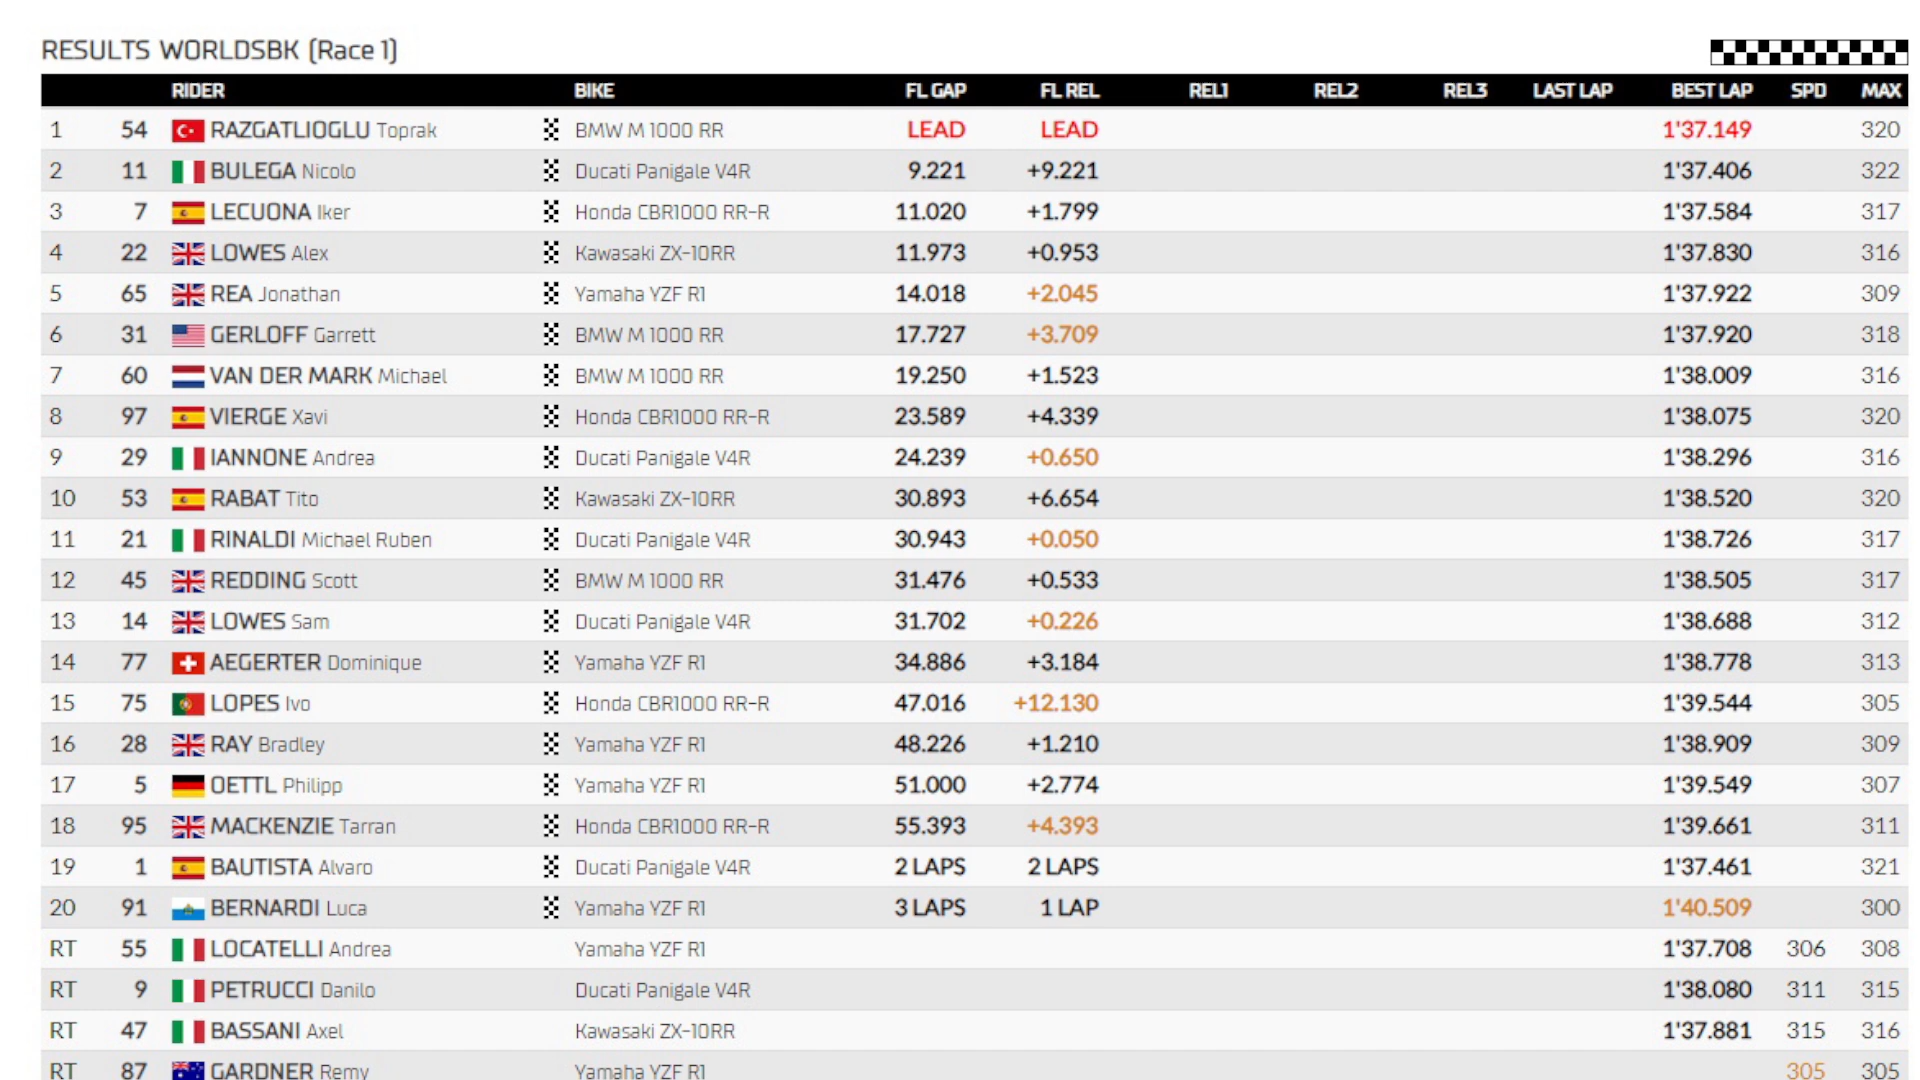 RESULTS WORLDSBK (Race 1)
RIDER BIKE FL GAP FL REL REL1 REL2 REL3 LAST LAP BEST LAP SPD MAX
1 54 RAZGATLIOGLU Toprak BMW M 1000 RR LEAD LEAD 1'37.149 320
2 11 BULEGA Nicolo Ducati Panigale V4R 9.221 +9.221 1'37.406 322
3 7 LECUONA Iker Honda CBR1000 RR-R 11.020 +1.799 1'37.584 317
4 22 LOWES Alex Kawasaki ZX-10RR 11.973 +0.953 1'37.830 316
5 65 REA Jonathan Yamaha YZF R1 14.018 +2.045 1'37.922 309
6 31 GERLOFF Garrett BMW M 1000 RR 17.727 +3.709 1'37.920 318
7 60 VAN DER MARK Michael BMW M 1000 RR 19.250 +1.523 1'38.009 316
8 97 VIERGE Xavi Honda CBR1000 RR-R 23.589 +4.339 1'38.075 320
9 29 IANNONE Andrea Ducati Panigale V4R 24.239 +0.650 1'38.296 316
10 53 RABAT Tito Kawasaki ZX-10RR 30.893 +6.654 1'38.520 320
11 21 RINALDI Michael Ruben Ducati Panigale V4R 30.943 +0.050 1'38.726 317
12 45 REDDING Scott BMW M 1000 RR 31.476 +0.533 1'38.505 317
13 14 LOWES Sam Ducati Panigale V4R 31.702 +0.226 1'38.688 312
14 77 AEGERTER Dominique Yamaha YZF R1 34.886 +3.184 1'38.778 313
15 75 LOPES Ivo Honda CBR1000 RR-R 47.016 +12.130 1'39.544 305
16 28 RAY Bradley Yamaha YZF R1 48.226 +1.210 1'38.909 309
17 5 OETTL Philipp Yamaha YZF R1 51.000 +2.774 1'39.549 307
18 95 MACKENZIE Tarran Honda CBR1000 RR-R 55.393 +4.393 1'39.661 311
19 1 BAUTISTA Alvaro Ducati Panigale V4R 2 LAPS 2 LAPS 1'37.461 321
20 91 BERNARDI Luca Yamaha YZF R1 3 LAPS 1 LAP 1'40.509 300
RT 55 LOCATELLI Andrea Yamaha YZF R1 1'37.708 306 308
RT 9 PETRUCCI Danilo Ducati Panigale V4R 1'38.080 311 315
RT 47 BASSANI Axel Kawasaki ZX-10RR 1'37.881 315 316
RT 87 GARDNER Remy Yamaha YZF R1 305 305